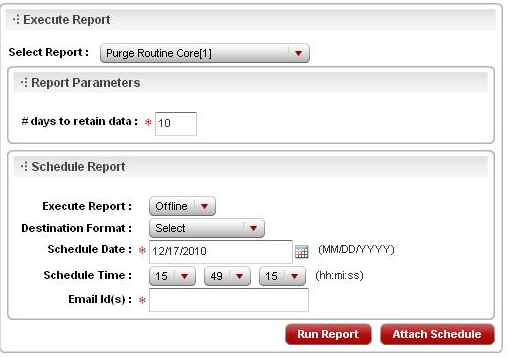 Execute Report
Select Report : Purge Routine Core[1]
Report Parameters
# days to retain data : * 10
Schedule Report
Execute Report : Offline
Destination Format : Select
Schedule Date : * 12/17/2010 (MM/DD/YYYY)
Schedule Time : 15 49 15 (hh:mi:ss)
Email Id(s) : *
Run Report Attach Schedule